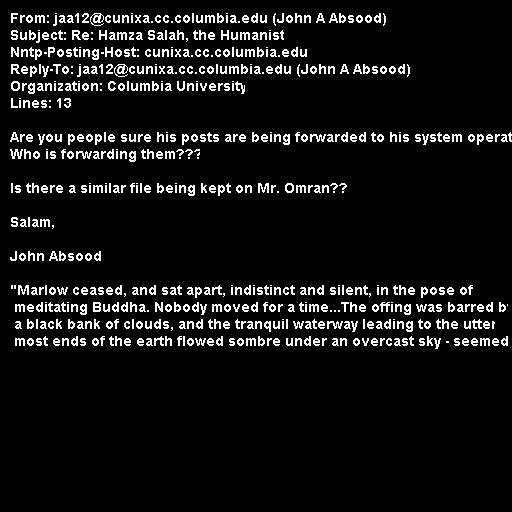 From: jaa12@cunixa.cc.columbia.edu (John A Absood)
Subject: Re: Hamza Salah, the Humanist
Nntp-Posting-Host: cunixa.cc.columbia.edu
Reply-To: jaa12@cunixa.cc.columbia.edu (John A Absood)
Organization: Columbia University
Lines: 13

Are you people sure his posts are being forwarded to his system operat
Who is forwarding them???

Is there a similar file being kept on Mr. Omran??

Salam,

John Absood

"Marlow ceased, and sat apart, indistinct and silent, in the pose of
meditating Buddha. Nobody moved for a time...The offing was barred by
a black bank of clouds, and the tranquil waterway leading to the utter
most ends of the earth flowed sombre under an overcast sky - seemed